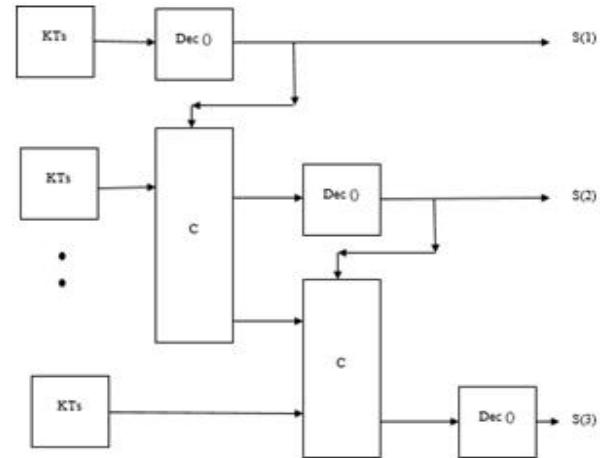 KTs
Dec ()
S(1)
KTs
C
Dec ()
S(2)
C
KTs
Dec ()
S(3)